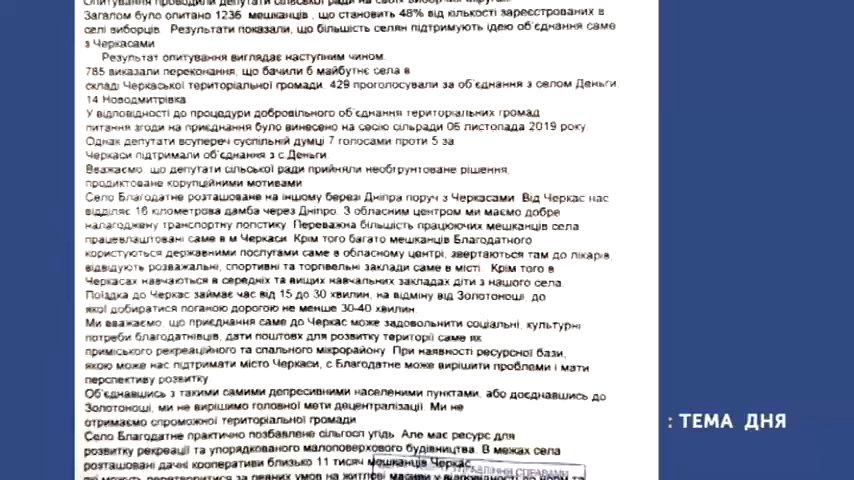 Опитування проводили депутати сільської ради на своїх виборчих округах.
Загалом було опитано 1236 мешканців , що становить 48% від кількості зареєстрованих в
селі виборців. Результати показали, що більшість селян підтримують ідею об'єднання саме
з Черкасами
Результат опитування виглядає наступним чином.
785 виказали переконання, що бачили б майбутнє села в
складі Черкаської територіальної громади, 429 проголосували за об'єднання з селом Деньги,
14 Новодмитрівка
У відповідності до процедури добровільного об'єднання територіальних громад
питання згоди на приєднання було винесено на сесію сільради 06 листопада 2019 року
Однак депутати всупереч суспільній думці 7 голосами проти 5 за
Черкаси підтримали об'єднання з с Деньги.
Вважаємо, що депутати сільської ради прийняли необґрунтоване рішення,
продиктоване корупційними мотивами
Село Благодатне розташоване на іншому березі Дніпра поруч з Черкасами Від Черкас нас
відділяє 16 кілометрова дамба через Дніпро. З обласним центром ми маємо добре
налагоджену транспортну логістику Переважна більшість працюючих мешканців села
працевлаштовані саме в м Черкаси. Крім того багато мешканців Благодатного
користуються державними послугами саме в обласному центрі, звертаються там до лікарів,
відвідують розважальні, спортивні та торгівельні заклади саме в місті. Крім того в
Черкасах навчаються в середніх та вищих навчальних закладах діти з нашого села.
Поїздка до Черкас займає час від 15 до 30 хвилин, на відміну від Золотоноші, до
якої добиратися поганою дорогою не менше 30-40 хвилин.
Ми вважаємо, що приєднання саме до Черкас може задовольнити соціальні, культурні
потреби благодатнівців, дати поштовх для розвитку території саме як
приміського рекреаційного та спального мікрорайону. При наявності ресурсної бази,
якою може нас підтримати місто Черкаси, с Благодатне може вирішити проблеми і мати
перспективу розвитку
Об'єднавшись з такими самими депресивними населеними пунктами, або доєднавшись до
Золотоноші, ми не вирішимо головної мети децентралізації. Ми не
отримаємо спроможної територіальної громади
Село Благодатне практично позбавлене сільгосп угідь. Але має ресурс для
розвитку рекреації та упорядкованого малоповерхового будівництва. В межах села
розташовані дачні кооперативи близько 11 тисяч мешканців Черкас,
які можуть перетворитися за певних умов на житлові масиви у відповідності до норм та
УПРАВЛІННЯ СПРАВАМИ
: ТЕМА ДНЯ